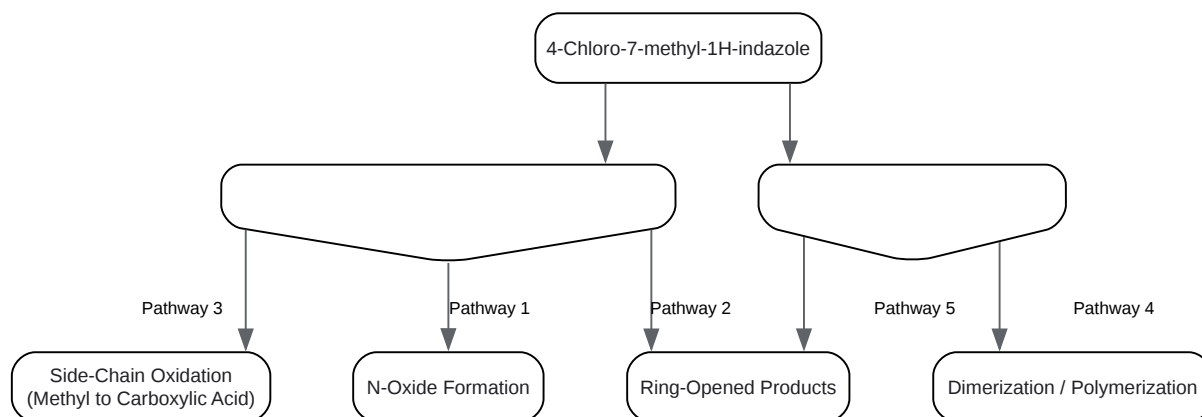 4-Chloro-7-methyl-1H-indazole
Pathway 3
Pathway 1
Pathway 2
Pathway 5
Pathway 4
Side-Chain Oxidation
(Methyl to Carboxylic Acid)
N-Oxide Formation
Ring-Opened Products
Dimerization / Polymerization